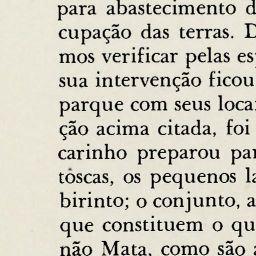 para abastecimento d
cupação das terras. D
mos verificar pelas es
sua intervenção ficou
parque com seus loca
ção acima citada, foi
carinho preparou par
toscas, os pequenos la
birinto; o conjunto, a
que constituem o qu
não Mata, como são a